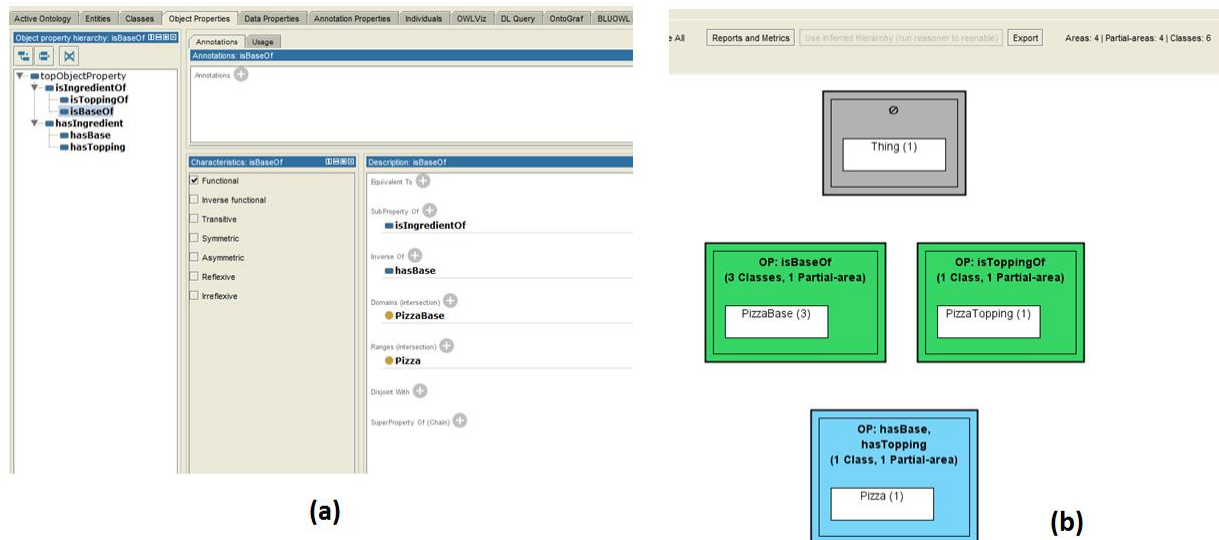 Active Ontology Entities Classes Object Properties Data Properties Annotation Properties Individuals OWLViz DL Query OntoGraf BLUOWL
Object property hierarchy: isBaseOf
topObjectProperty
isIngredientOf
isToppingOf
isBaseOf
hasIngredient
hasBase
hasTopping
Annotations Usage
Annotations: isBaseOf
Annotations
Characteristics: isBaseOf
Functional
Inverse functional
Transitive
Symmetric
Asymmetric
Reflexive
Irreflexive
Description: isBaseOf
Equivalent To
SubProperty Of
isIngredientOf
Inverse Of
hasBase
Domains (intersection)
PizzaBase
Ranges (intersection)
Pizza
Disjoint With
SuperProperty Of (Chain)
(a)
e All Reports and Metrics Use Inferred Hierarchy (run reasoner to reenable) Export Areas: 4 | Partial-areas: 4 | Classes: 6
∅
Thing (1)
OP: isBaseOf
(3 Classes, 1 Partial-area)
PizzaBase (3)
OP: isToppingOf
(1 Class, 1 Partial-area)
PizzaTopping (1)
OP: hasBase,
hasTopping
(1 Class, 1 Partial-area)
Pizza (1)
(b)